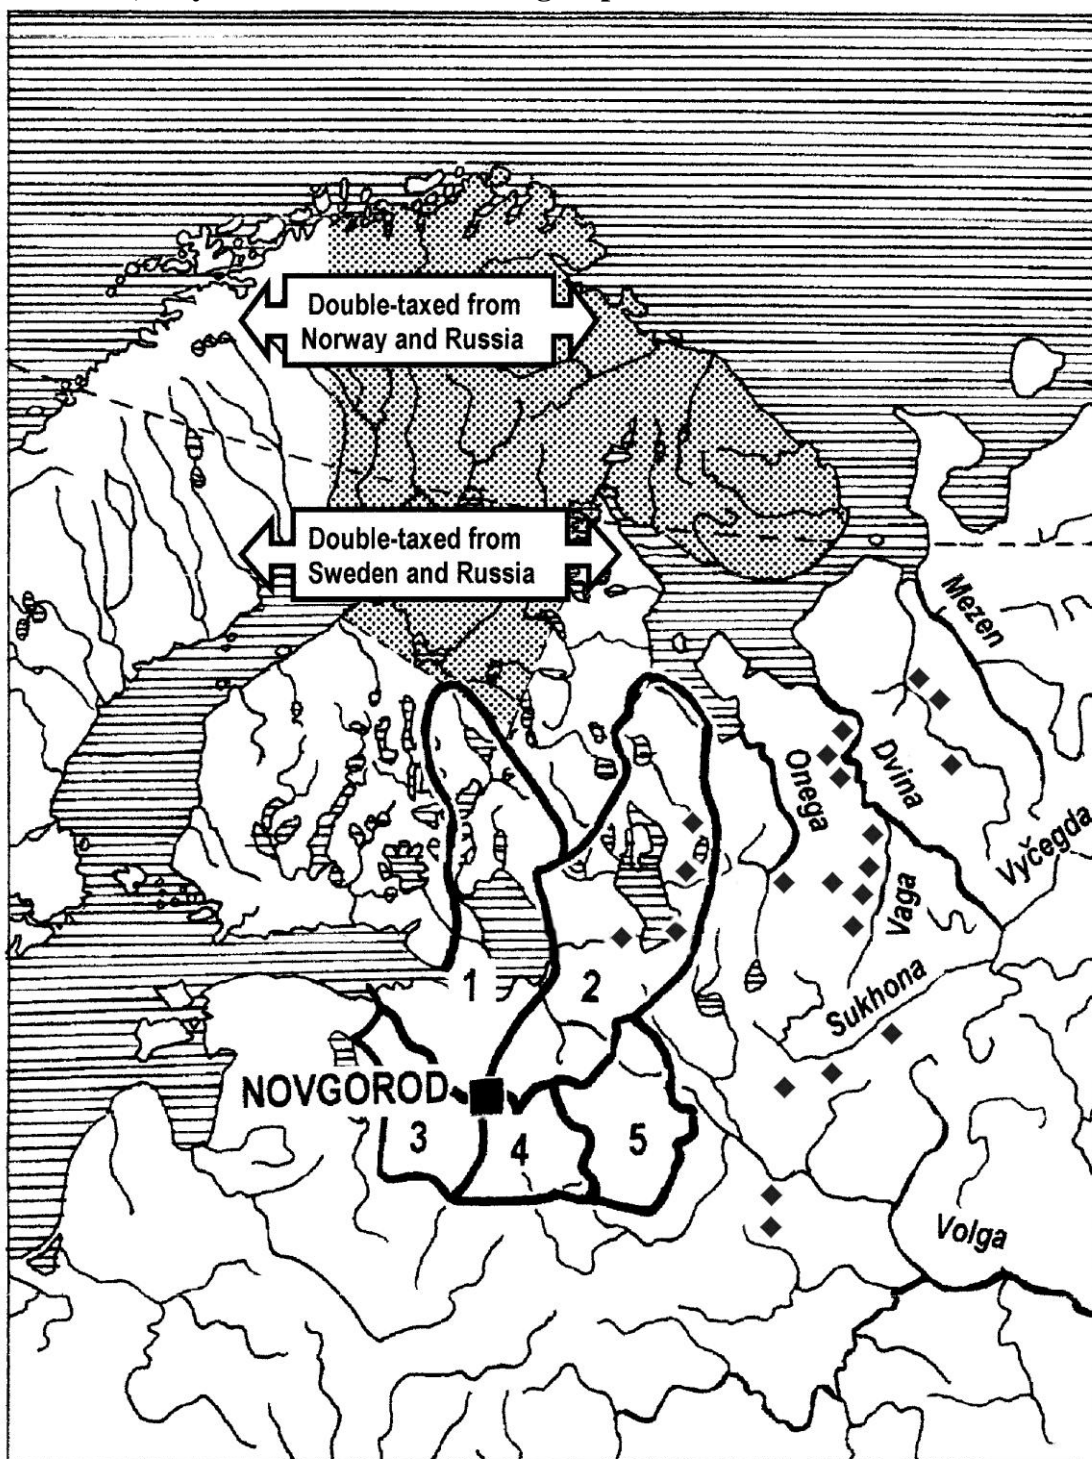 Double-taxed from
Norway and Russia
Double-taxed from
Sweden and Russia
Mezen
Dvina
Onega
Vyčegda
Vaga
1
2
Sukhona
NOVGOROD
3
4
5
Volga